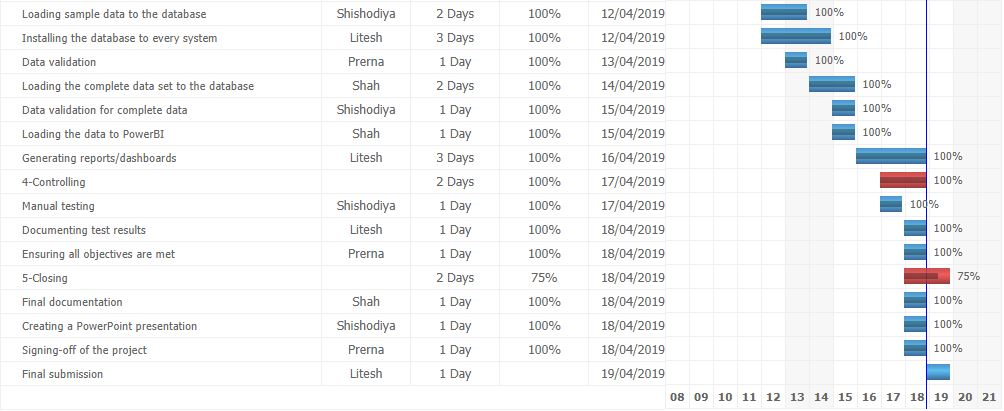 Loading sample data to the database Shishodiya 2 Days 100% 12/04/2019 100%
Installing the database to every system Litesh 3 Days 100% 12/04/2019 100%
Data validation Prerna 1 Day 100% 13/04/2019 100%
Loading the complete data set to the database Shah 2 Days 100% 14/04/2019 100%
Data validation for complete data Shishodiya 1 Day 100% 15/04/2019 100%
Loading the data to PowerBI Shah 1 Day 100% 15/04/2019 100%
Generating reports/dashboards Litesh 3 Days 100% 16/04/2019 100%
4-Controlling 2 Days 100% 17/04/2019 100%
Manual testing Shishodiya 1 Day 100% 17/04/2019 100%
Documenting test results Litesh 1 Day 100% 18/04/2019 100%
Ensuring all objectives are met Prerna 1 Day 100% 18/04/2019 100%
5-Closing 2 Days 75% 18/04/2019 75%
Final documentation Shah 1 Day 100% 18/04/2019 100%
Creating a PowerPoint presentation Shishodiya 1 Day 100% 18/04/2019 100%
Signing-off of the project Prerna 1 Day 100% 18/04/2019 100%
Final submission Litesh 1 Day 19/04/2019
08 09 10 11 12 13 14 15 16 17 18 19 20 21